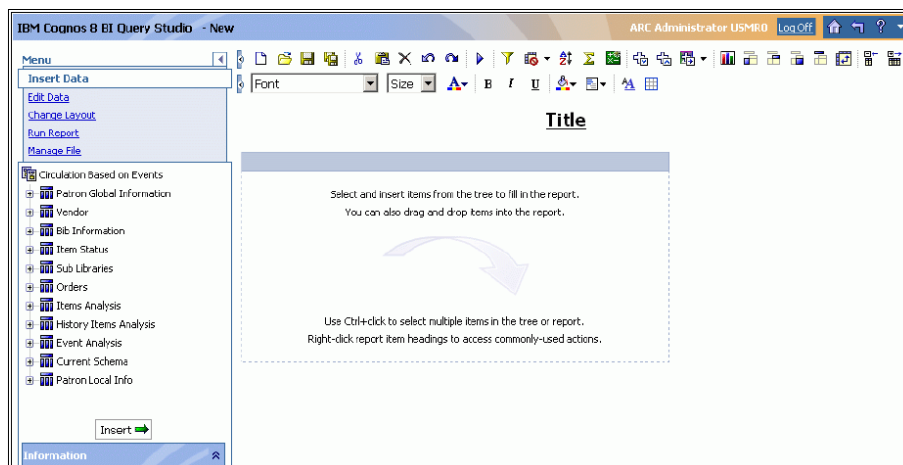 IBM Cognos 8 BI Query Studio - New
ARC Administrator USMR0 Log Off
Menu
Insert Data
Edit Data
Change Layout
Run Report
Manage File
Font Size A B I U
Title
Circulation Based on Events
Patron Global Information
Vendor
Bib Information
Item Status
Sub Libraries
Orders
Items Analysis
History Items Analysis
Event Analysis
Current Schema
Patron Local Info
Select and insert items from the tree to fill in the report.
You can also drag and drop items into the report.
Use Ctrl+click to select multiple items in the tree or report.
Right-click report item headings to access commonly-used actions.
Insert
Information